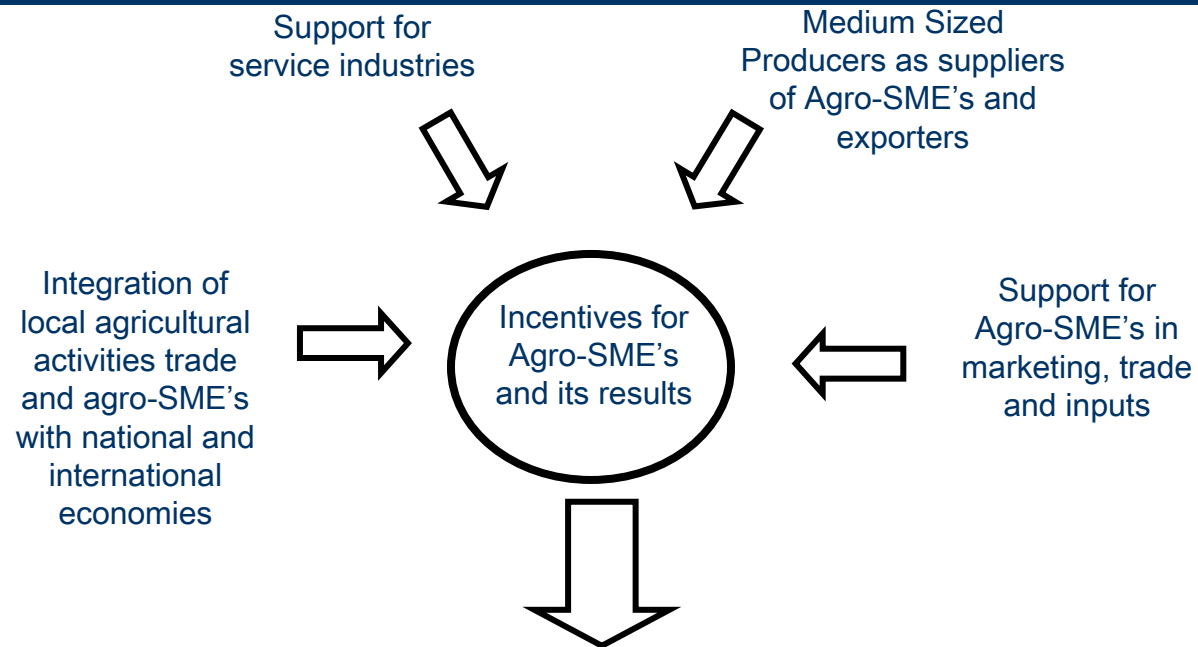 Support for
service industries
Medium Sized
Producers as suppliers
of Agro-SME's and
exporters
Integration of
local agricultural
activities trade
and agro-SME's
with national and
international
economies
Incentives for
Agro-SME's
and its results
Support for
Agro-SME's in
marketing, trade
and inputs